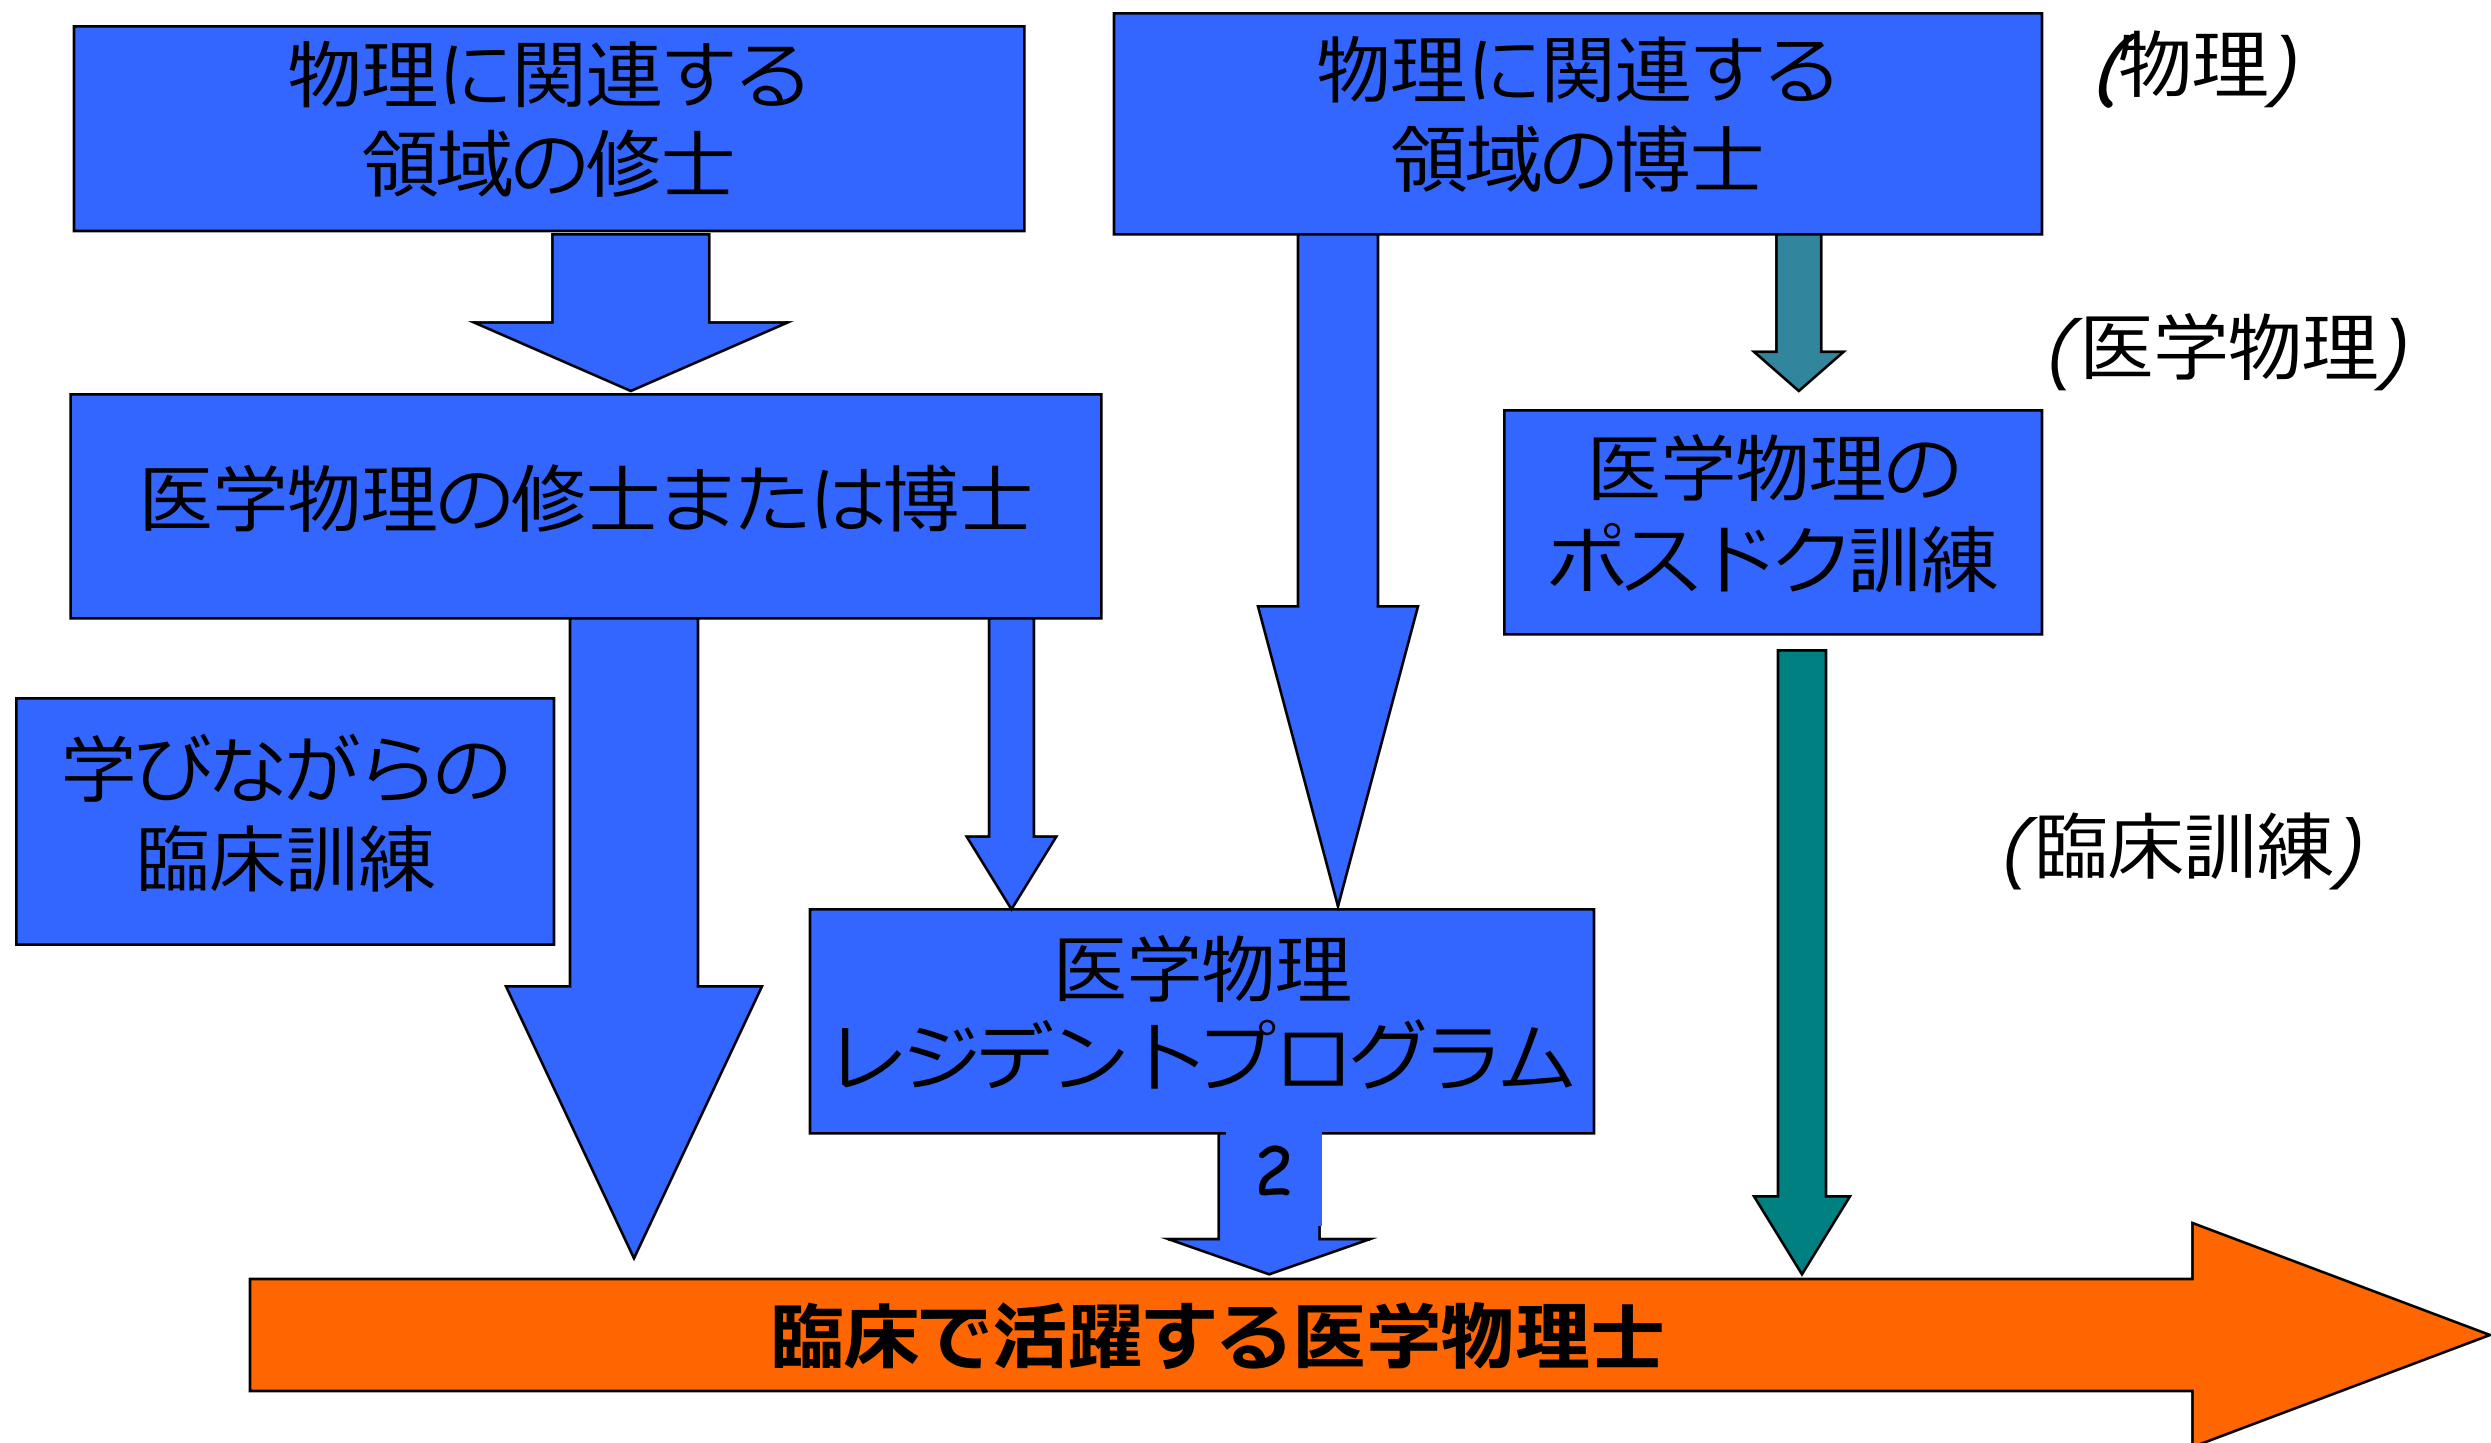 物理に関連する
領域の修士
物理に関連する
領域の博士
(物理)
(医学物理)
医学物理の修士または博士
医学物理の
ポスドク訓練
学びながらの
臨床訓練
(臨床訓練)
医学物理
レジデントプログラム
2
臨床で活躍する医学物理士